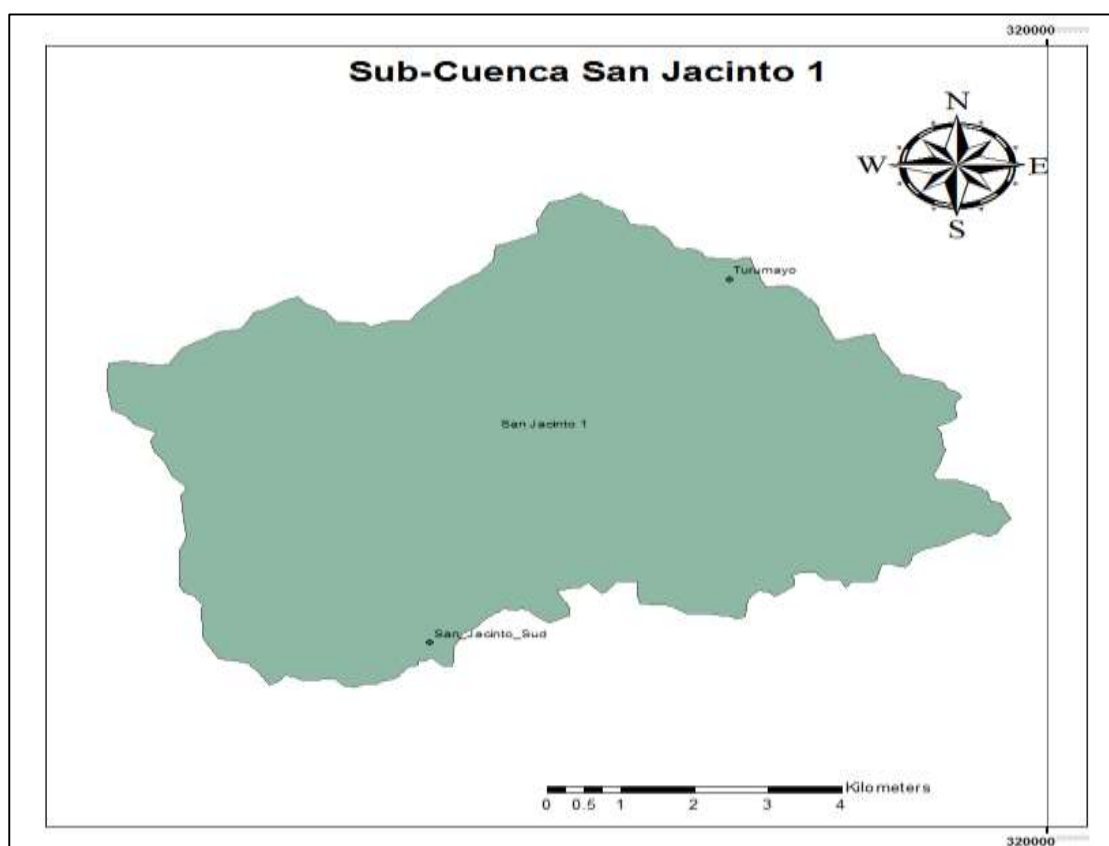 320000
Sub-Cuenca San Jacinto 1
N
W E
S
Turumayo
San Jacinto 1
San_Jacinto_Sud
Kilometers
0 0.5 1 2 3 4
320000